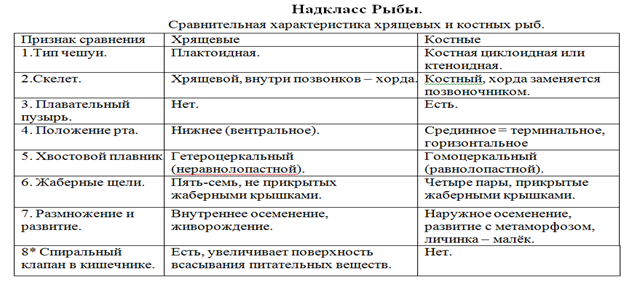 Надкласс Рыбы.
Сравнительная характеристика хрящевых и костных рыб.
Признак сравнения Хрящевые Костные
1.Тип чешуи. Плактоидная. Костная циклоидная или
ктеноидная.
2.Скелет. Хрящевой, внутри позвонков – хорда. Костный, хорда заменяется
позвоночником.
3. Плавательный Нет. Есть.
пузырь.
4. Положение рта. Нижнее (вентральное). Срединное = терминальное,
горизонтальное
5. Хвостовой плавник Гетероцеркальный Гомоцеркальный
(неравнолопастной). (равнолопастной).
6. Жаберные щели. Пять-семь, не прикрытых Четыре пары, прикрытые
жаберными крышками. жаберными крышками.
7. Размножение и Внутреннее осеменение, Наружное осеменение,
развитие. живорождение. развитие с метаморфозом,
личинка – малёк.
8* Спиральный Есть, увеличивает поверхность Нет.
клапан в кишечнике. всасывания питательных веществ.